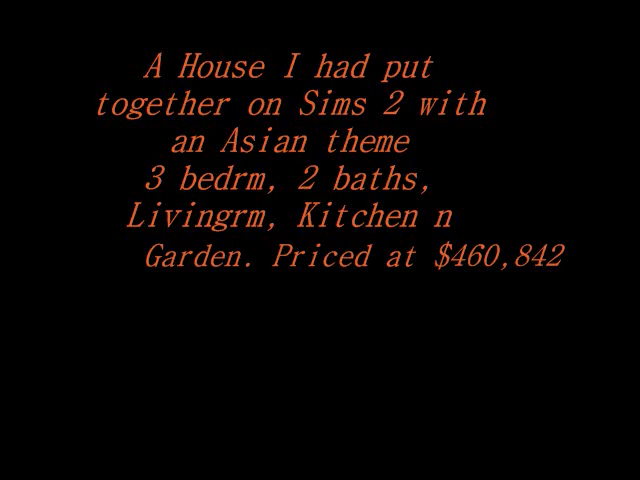 A House I had put
together on Sims 2 with
an Asian theme
3 bedrm, 2 baths,
Livingrm, Kitchen n
Garden. Priced at $460,842